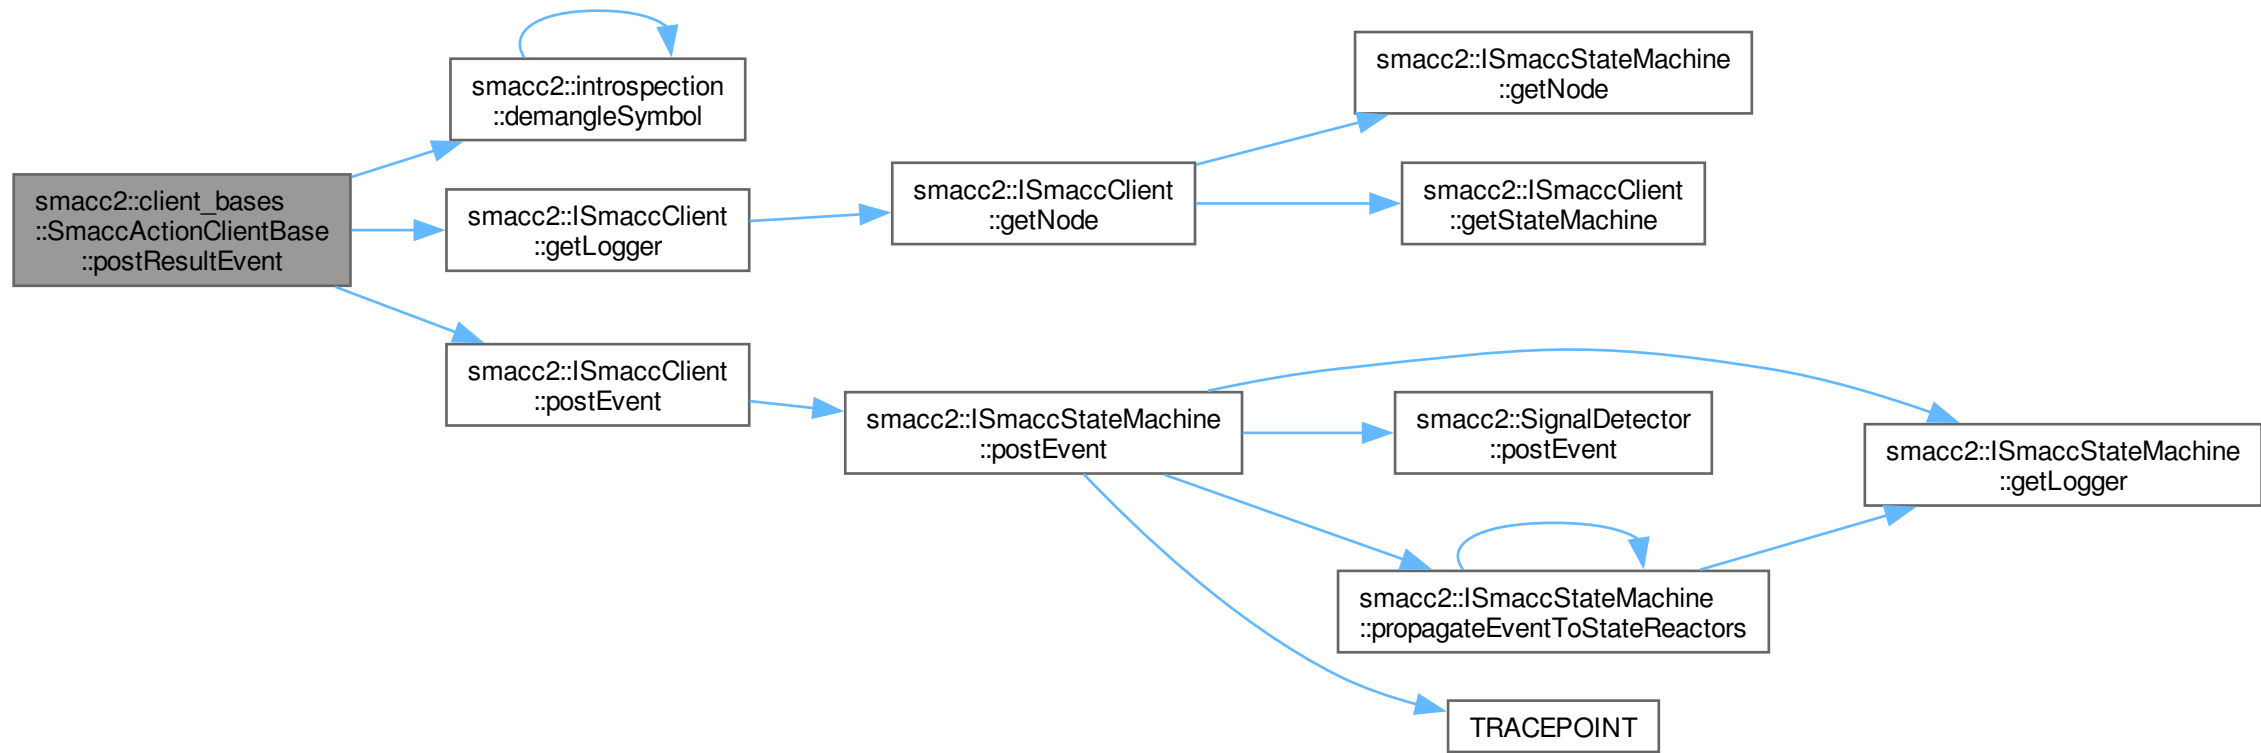 smacc2::client_bases
::SmaccActionClientBase
::postResultEvent
smacc2::introspection
::demangleSymbol
smacc2::ISmaccClient
::getLogger
smacc2::ISmaccClient
::postEvent
smacc2::ISmaccClient
::getNode
smacc2::ISmaccStateMachine
::getNode
smacc2::ISmaccClient
::getStateMachine
smacc2::ISmaccStateMachine
::postEvent
smacc2::SignalDetector
::postEvent
smacc2::ISmaccStateMachine
::getLogger
smacc2::ISmaccStateMachine
::propagateEventToStateReactors
TRACEPOINT